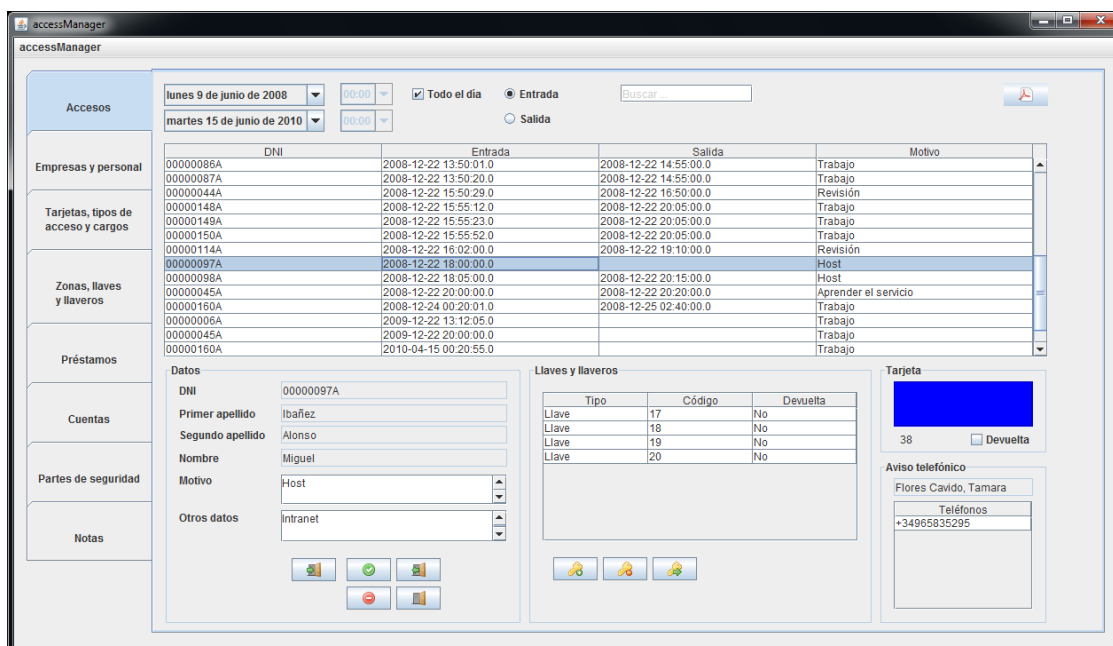 accessManager
accessManager
Accesos
Empresas y personal
Tarjetas, tipos de
acceso y cargos
Zonas, llaves
y llaveros
Préstamos
Cuentas
Partes de seguridad
Notas
lunes 9 de junio de 2008 00:00 Todo el día Entrada Buscar ...
martes 15 de junio de 2010 00:00 Salida
DNI Entrada Salida Motivo
00000086A 2008-12-22 13:50:01.0 2008-12-22 14:55:00.0 Trabajo
00000087A 2008-12-22 13:50:20.0 2008-12-22 14:55:00.0 Trabajo
00000044A 2008-12-22 15:50:29.0 2008-12-22 16:50:00.0 Revisión
00000148A 2008-12-22 15:55:12.0 2008-12-22 20:05:00.0 Trabajo
00000149A 2008-12-22 15:55:23.0 2008-12-22 20:05:00.0 Trabajo
00000150A 2008-12-22 15:55:52.0 2008-12-22 20:05:00.0 Trabajo
00000114A 2008-12-22 16:02:00.0 2008-12-22 19:10:00.0 Revisión
00000097A 2008-12-22 18:00:00.0 Host
00000098A 2008-12-22 18:05:00.0 2008-12-22 20:15:00.0 Host
00000045A 2008-12-22 20:00:00.0 2008-12-22 20:20:00.0 Aprender el servicio
00000160A 2008-12-24 00:20:01.0 2008-12-25 02:40:00.0 Trabajo
00000006A 2009-12-22 13:12:05.0 Trabajo
00000045A 2009-12-22 20:00:00.0 Trabajo
00000160A 2010-04-15 00:20:55.0 Trabajo
Datos
DNI 00000097A
Primer apellido Ibañez
Segundo apellido Alonso
Nombre Miguel
Motivo Host
Otros datos Intranet
Llaves y llaveros
Tipo Código Devuelta
Llave 17 No
Llave 18 No
Llave 19 No
Llave 20 No
Tarjeta
38 Devuelta
Aviso telefónico
Flores Cavido, Tamara
Teléfonos
+34965835295